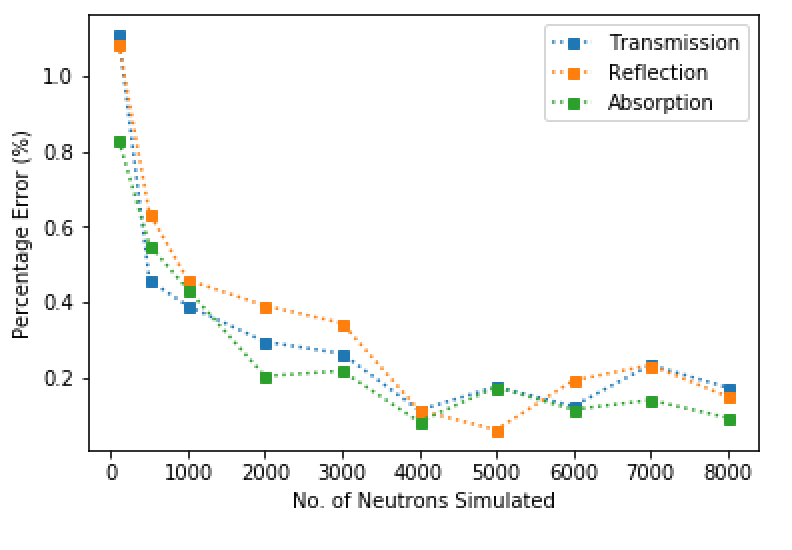 Transmission
Reflection
Absorption
1.0
0.8
0.6
0.4
0.2
Percentage Error (%)
0 1000 2000 3000 4000 5000 6000 7000 8000
No. of Neutrons Simulated